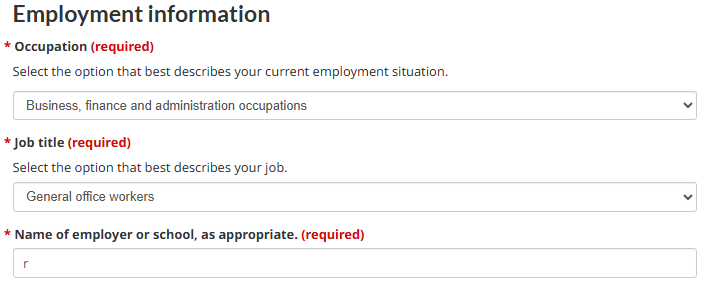 Employment information
* Occupation (required)
Select the option that best describes your current employment situation.
Business, finance and administration occupations
* Job title (required)
Select the option that best describes your job.
General office workers
* Name of employer or school, as appropriate. (required)
r